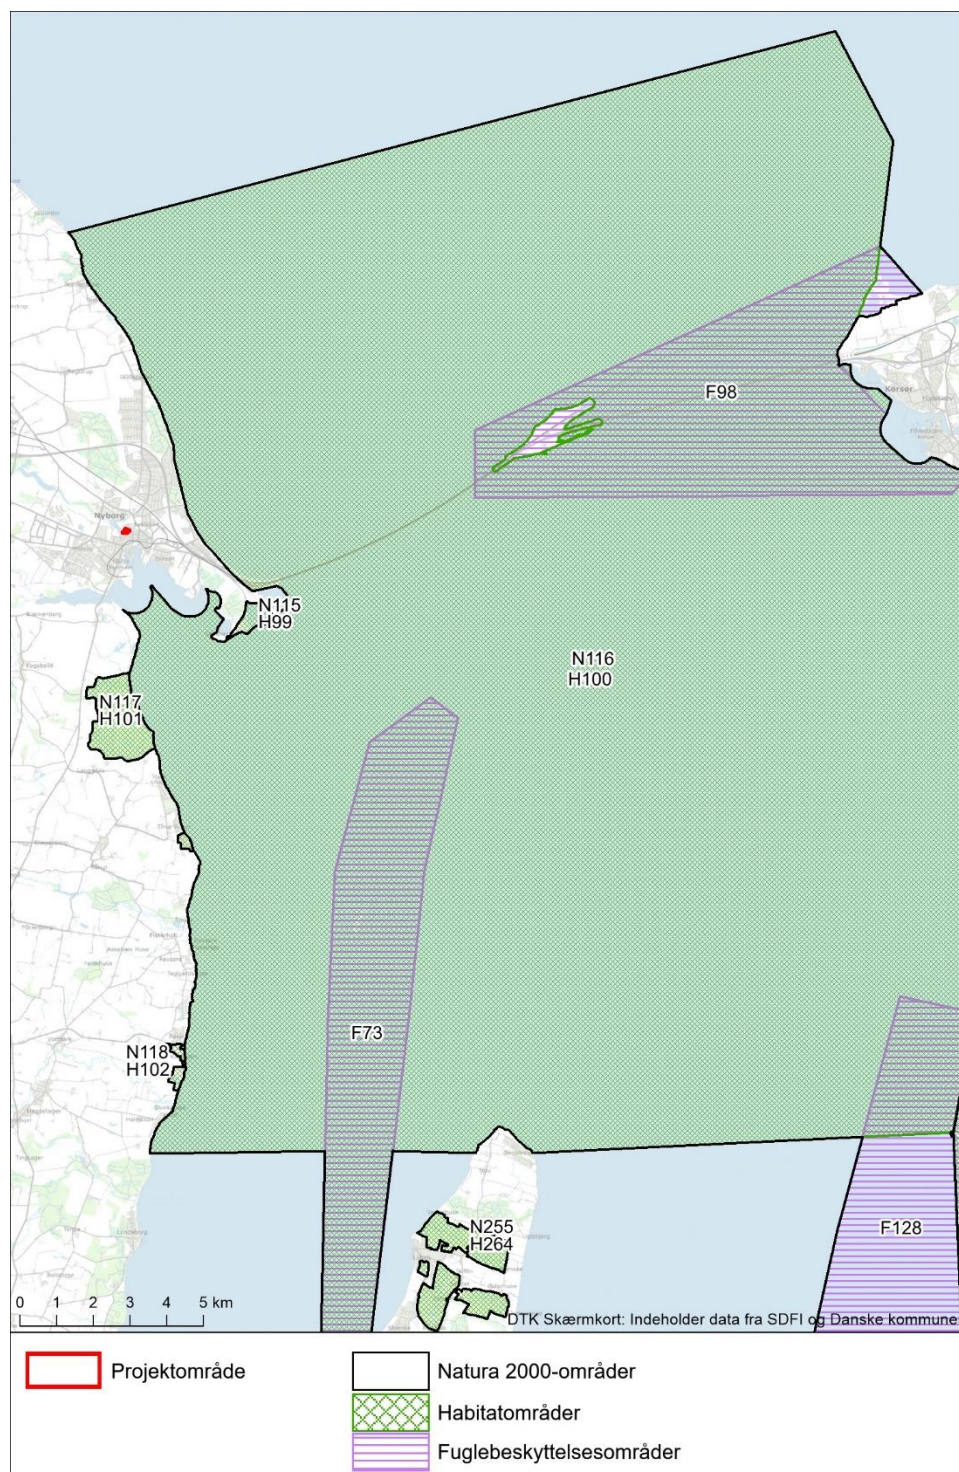 F98
Korsør
Nyborg
N115
H99
N116
H100
N117
H101
F73
N118
H102
F128
N255
H264
0 1 2 3 4 5 km
DTK Skærmkort: Indeholder data fra SDFI og Danske kommune
Projektområde
Natura 2000-områder
Habitatområder
Fuglebeskyttelsesområder